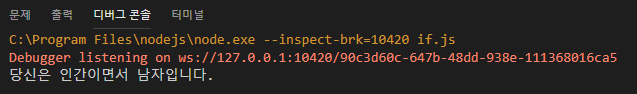 문제 출력 디버그 콘솔 터미널
C:\Program Files\nodejs\node.exe --inspect-brk=10420 if.js
Debugger listening on ws://127.0.0.1:10420/90c3d60c-647b-48dd-938e-111368016ca5
당신은 인간이면서 남자입니다.